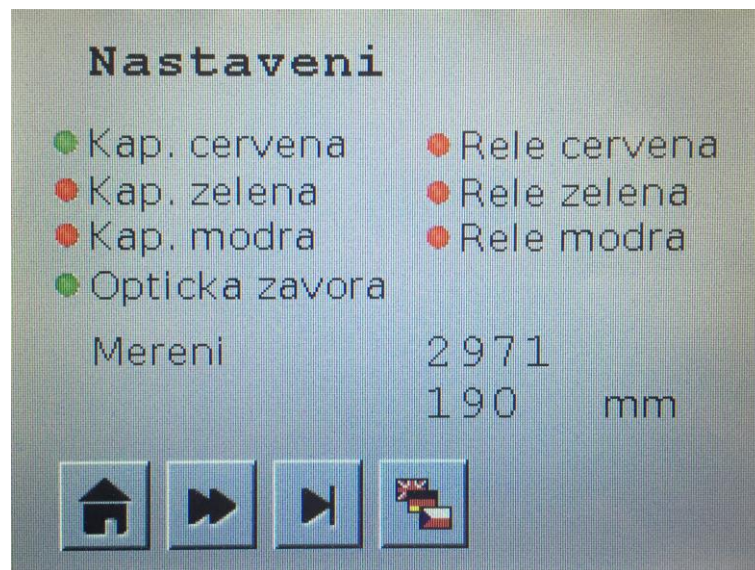 Nastaveni
Kap. cervena Rele cervena
Kap. zelena Rele zelena
Kap. modra Rele modra
Opticka zavora
Mereni 2971
190 mm